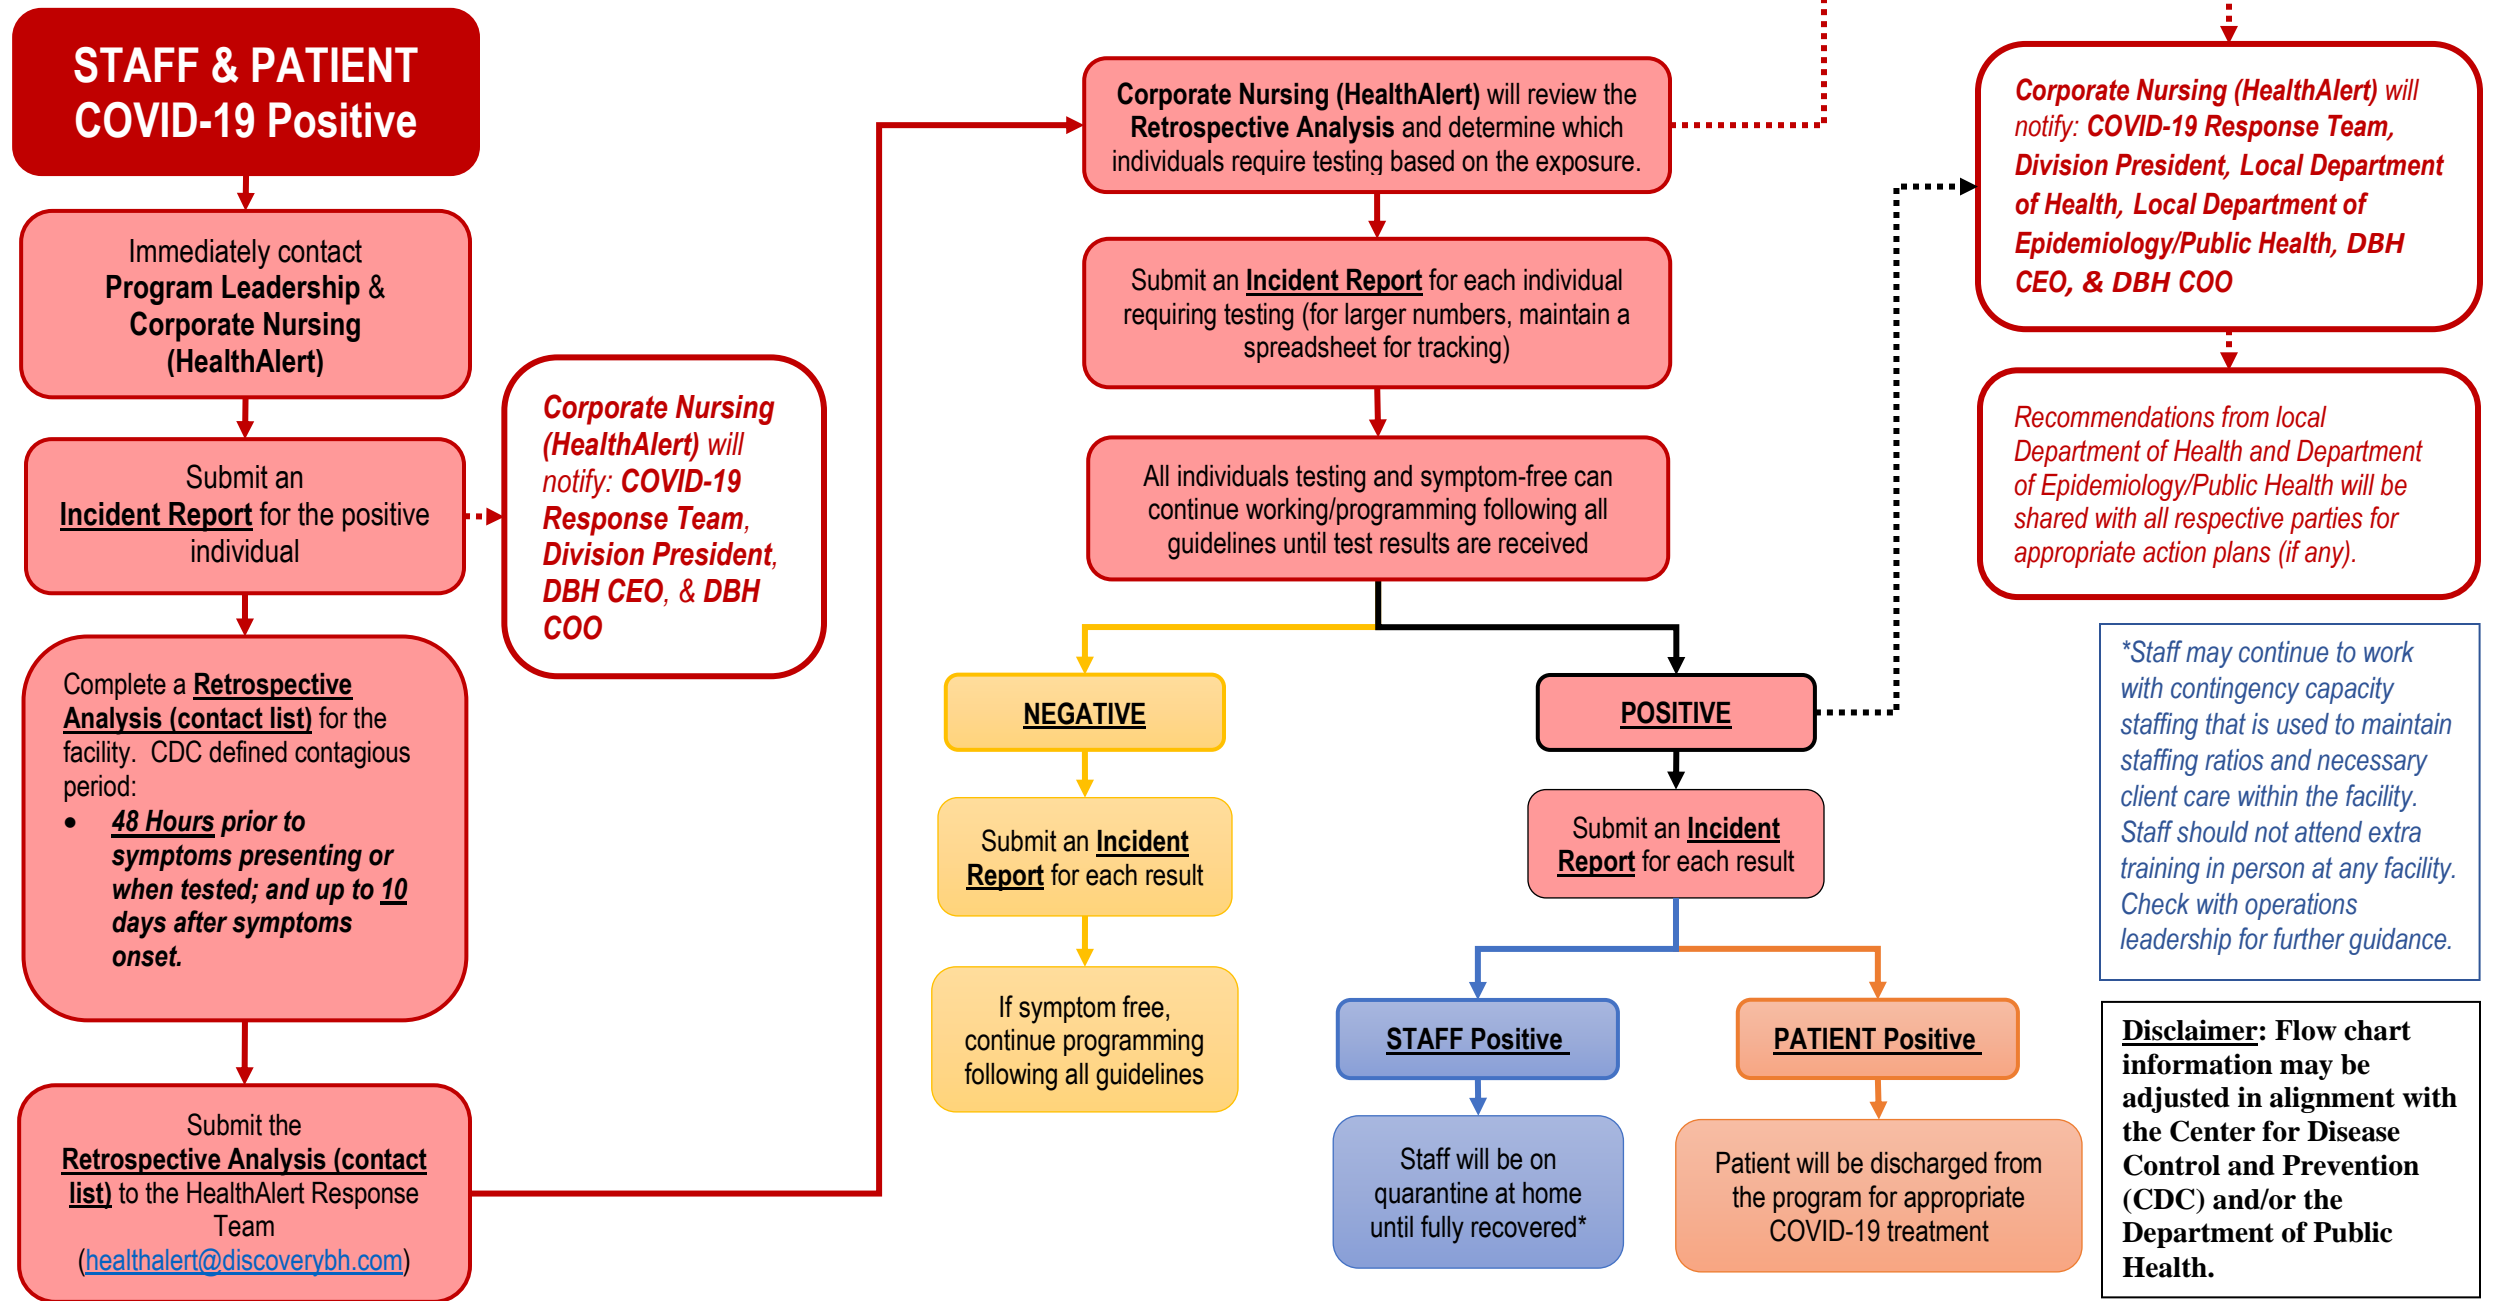 STAFF & PATIENT
COVID-19 Positive
Immediately contact
Program Leadership &
Corporate Nursing
(HealthAlert)
Submit an
Incident Report for the positive
individual
Corporate Nursing
(HealthAlert) will
notify: COVID-19
Response Team,
Division President,
DBH CEO, & DBH
COO
Complete a Retrospective
Analysis (contact list) for the
facility.  CDC defined contagious
period:
• 48 Hours prior to
symptoms presenting or
when tested; and up to 10
days after symptoms
onset.
Submit the
Retrospective Analysis (contact
list) to the HealthAlert Response
Team
(healthalert@discoverybh.com)
Corporate Nursing (HealthAlert) will review the
Retrospective Analysis and determine which
individuals require testing based on the exposure.
Submit an Incident Report for each individual
requiring testing (for larger numbers, maintain a
spreadsheet for tracking)
All individuals testing and symptom-free can
continue working/programming following all
guidelines until test results are received
NEGATIVE
Submit an Incident
Report for each result
If symptom free,
continue programming
following all guidelines
POSITIVE
Submit an Incident
Report for each result
STAFF Positive
Staff will be on
quarantine at home
until fully recovered*
PATIENT Positive
Patient will be discharged from
the program for appropriate
COVID-19 treatment
Corporate Nursing (HealthAlert) will
notify: COVID-19 Response Team,
Division President, Local Department
of Health, Local Department of
Epidemiology/Public Health, DBH
CEO, & DBH COO
Recommendations from local
Department of Health and Department
of Epidemiology/Public Health will be
shared with all respective parties for
appropriate action plans (if any).
*Staff may continue to work
with contingency capacity
staffing that is used to maintain
staffing ratios and necessary
client care within the facility.
Staff should not attend extra
training in person at any facility.
Check with operations
leadership for further guidance.
Disclaimer: Flow chart
information may be
adjusted in alignment with
the Center for Disease
Control and Prevention
(CDC) and/or the
Department of Public
Health.